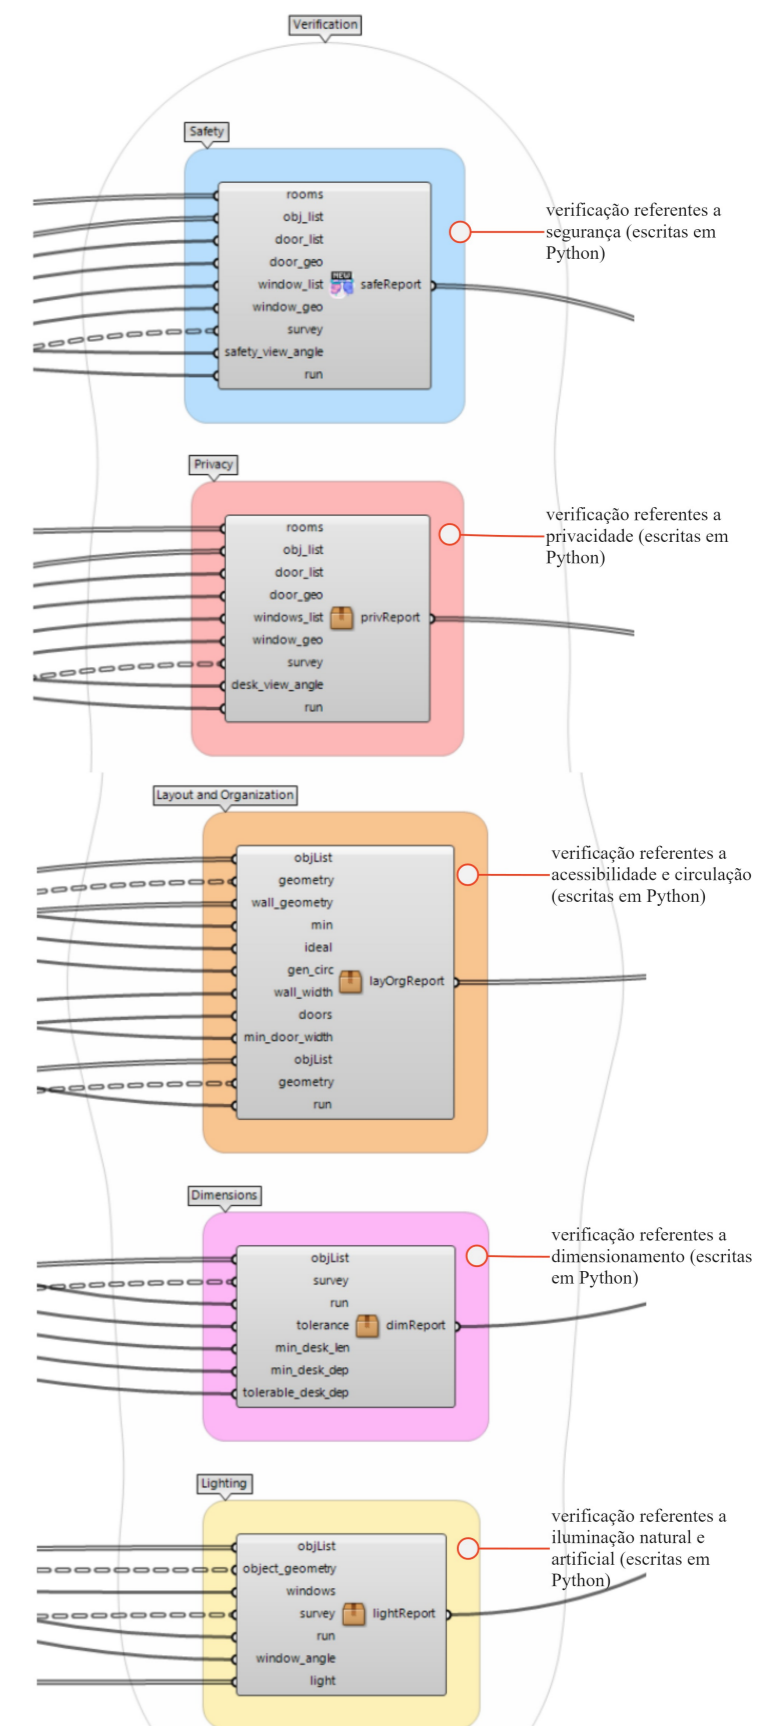 Verification
Safety
rooms
obj_list
door_list
door_geo
window_list
window_geo
survey
safety_view_angle
run
NEW
safeReport
verificação referentes a
segurança (escritas em
Python)
Privacy
rooms
obj_list
door_list
door_geo
windows_list
window_geo
survey
desk_view_angle
run
privReport
verificação referentes a
privacidade (escritas em
Python)
Layout and Organization
objList
geometry
wall_geometry
min
ideal
gen_circ
wall_width
doors
min_door_width
objList
geometry
run
layOrgReport
verificação referentes a
acessibilidade e circulação
(escritas em Python)
Dimensions
objList
survey
run
tolerance
min_desk_len
min_desk_dep
tolerable_desk_dep
dimReport
verificação referentes a
dimensionamento (escritas
em Python)
Lighting
objList
object_geometry
windows
survey
run
window_angle
light
lightReport
verificação referentes a
iluminação natural e
artificial (escritas em
Python)